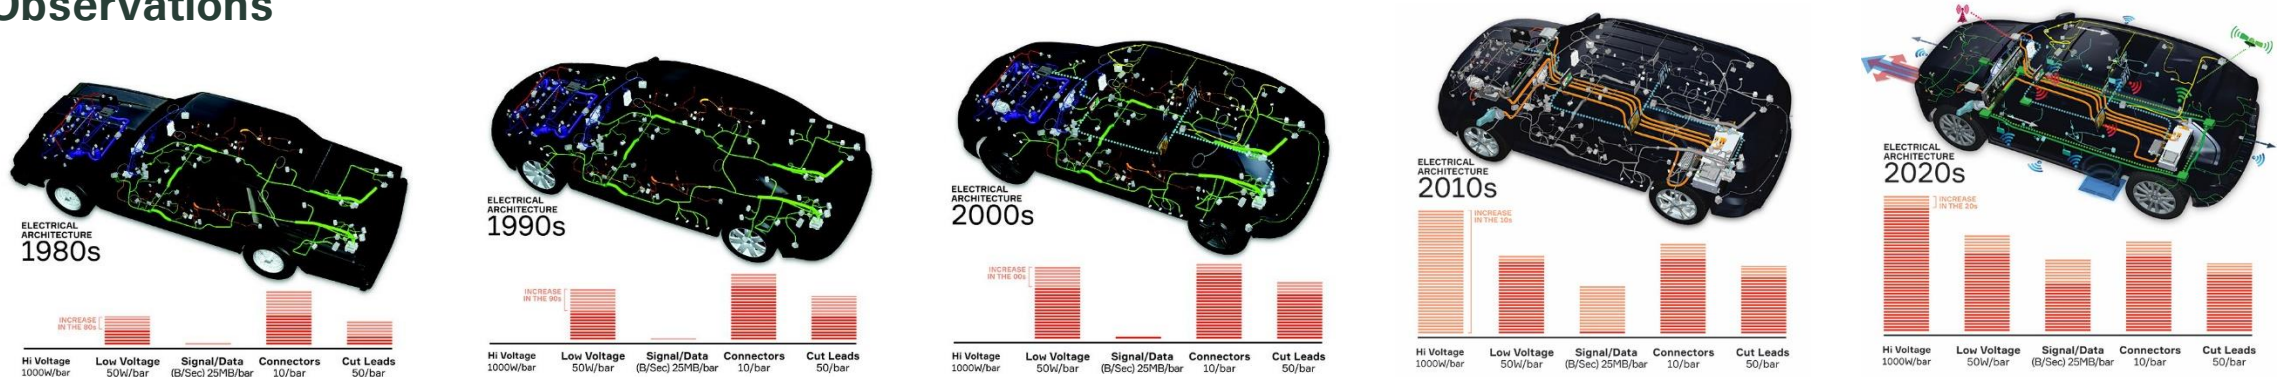 Observations
ELECTRICAL
ARCHITECTURE
1980s
INCREASE
IN THE 80s
Hi Voltage
1000W/bar
Low Voltage
50W/bar
Signal/Data
(B/Sec) 25MB/bar
Connectors
10/bar
Cut Leads
50/bar
ELECTRICAL
ARCHITECTURE
1990s
INCREASE
IN THE 90s
Hi Voltage
1000W/bar
Low Voltage
50W/bar
Signal/Data
(B/Sec) 25MB/bar
Connectors
10/bar
Cut Leads
50/bar
ELECTRICAL
ARCHITECTURE
2000s
INCREASE
IN THE 00s
Hi Voltage
1000W/bar
Low Voltage
50W/bar
Signal/Data
(B/Sec) 25MB/bar
Connectors
10/bar
Cut Leads
50/bar
ELECTRICAL
ARCHITECTURE
2010s
INCREASE
IN THE 10s
Hi Voltage
1000W/bar
Low Voltage
50W/bar
Signal/Data
(B/Sec) 25MB/bar
Connectors
10/bar
Cut Leads
50/bar
ELECTRICAL
ARCHITECTURE
2020s
INCREASE
IN THE 20s
Hi Voltage
1000W/bar
Low Voltage
50W/bar
Signal/Data
(B/Sec) 25MB/bar
Connectors
10/bar
Cut Leads
50/bar